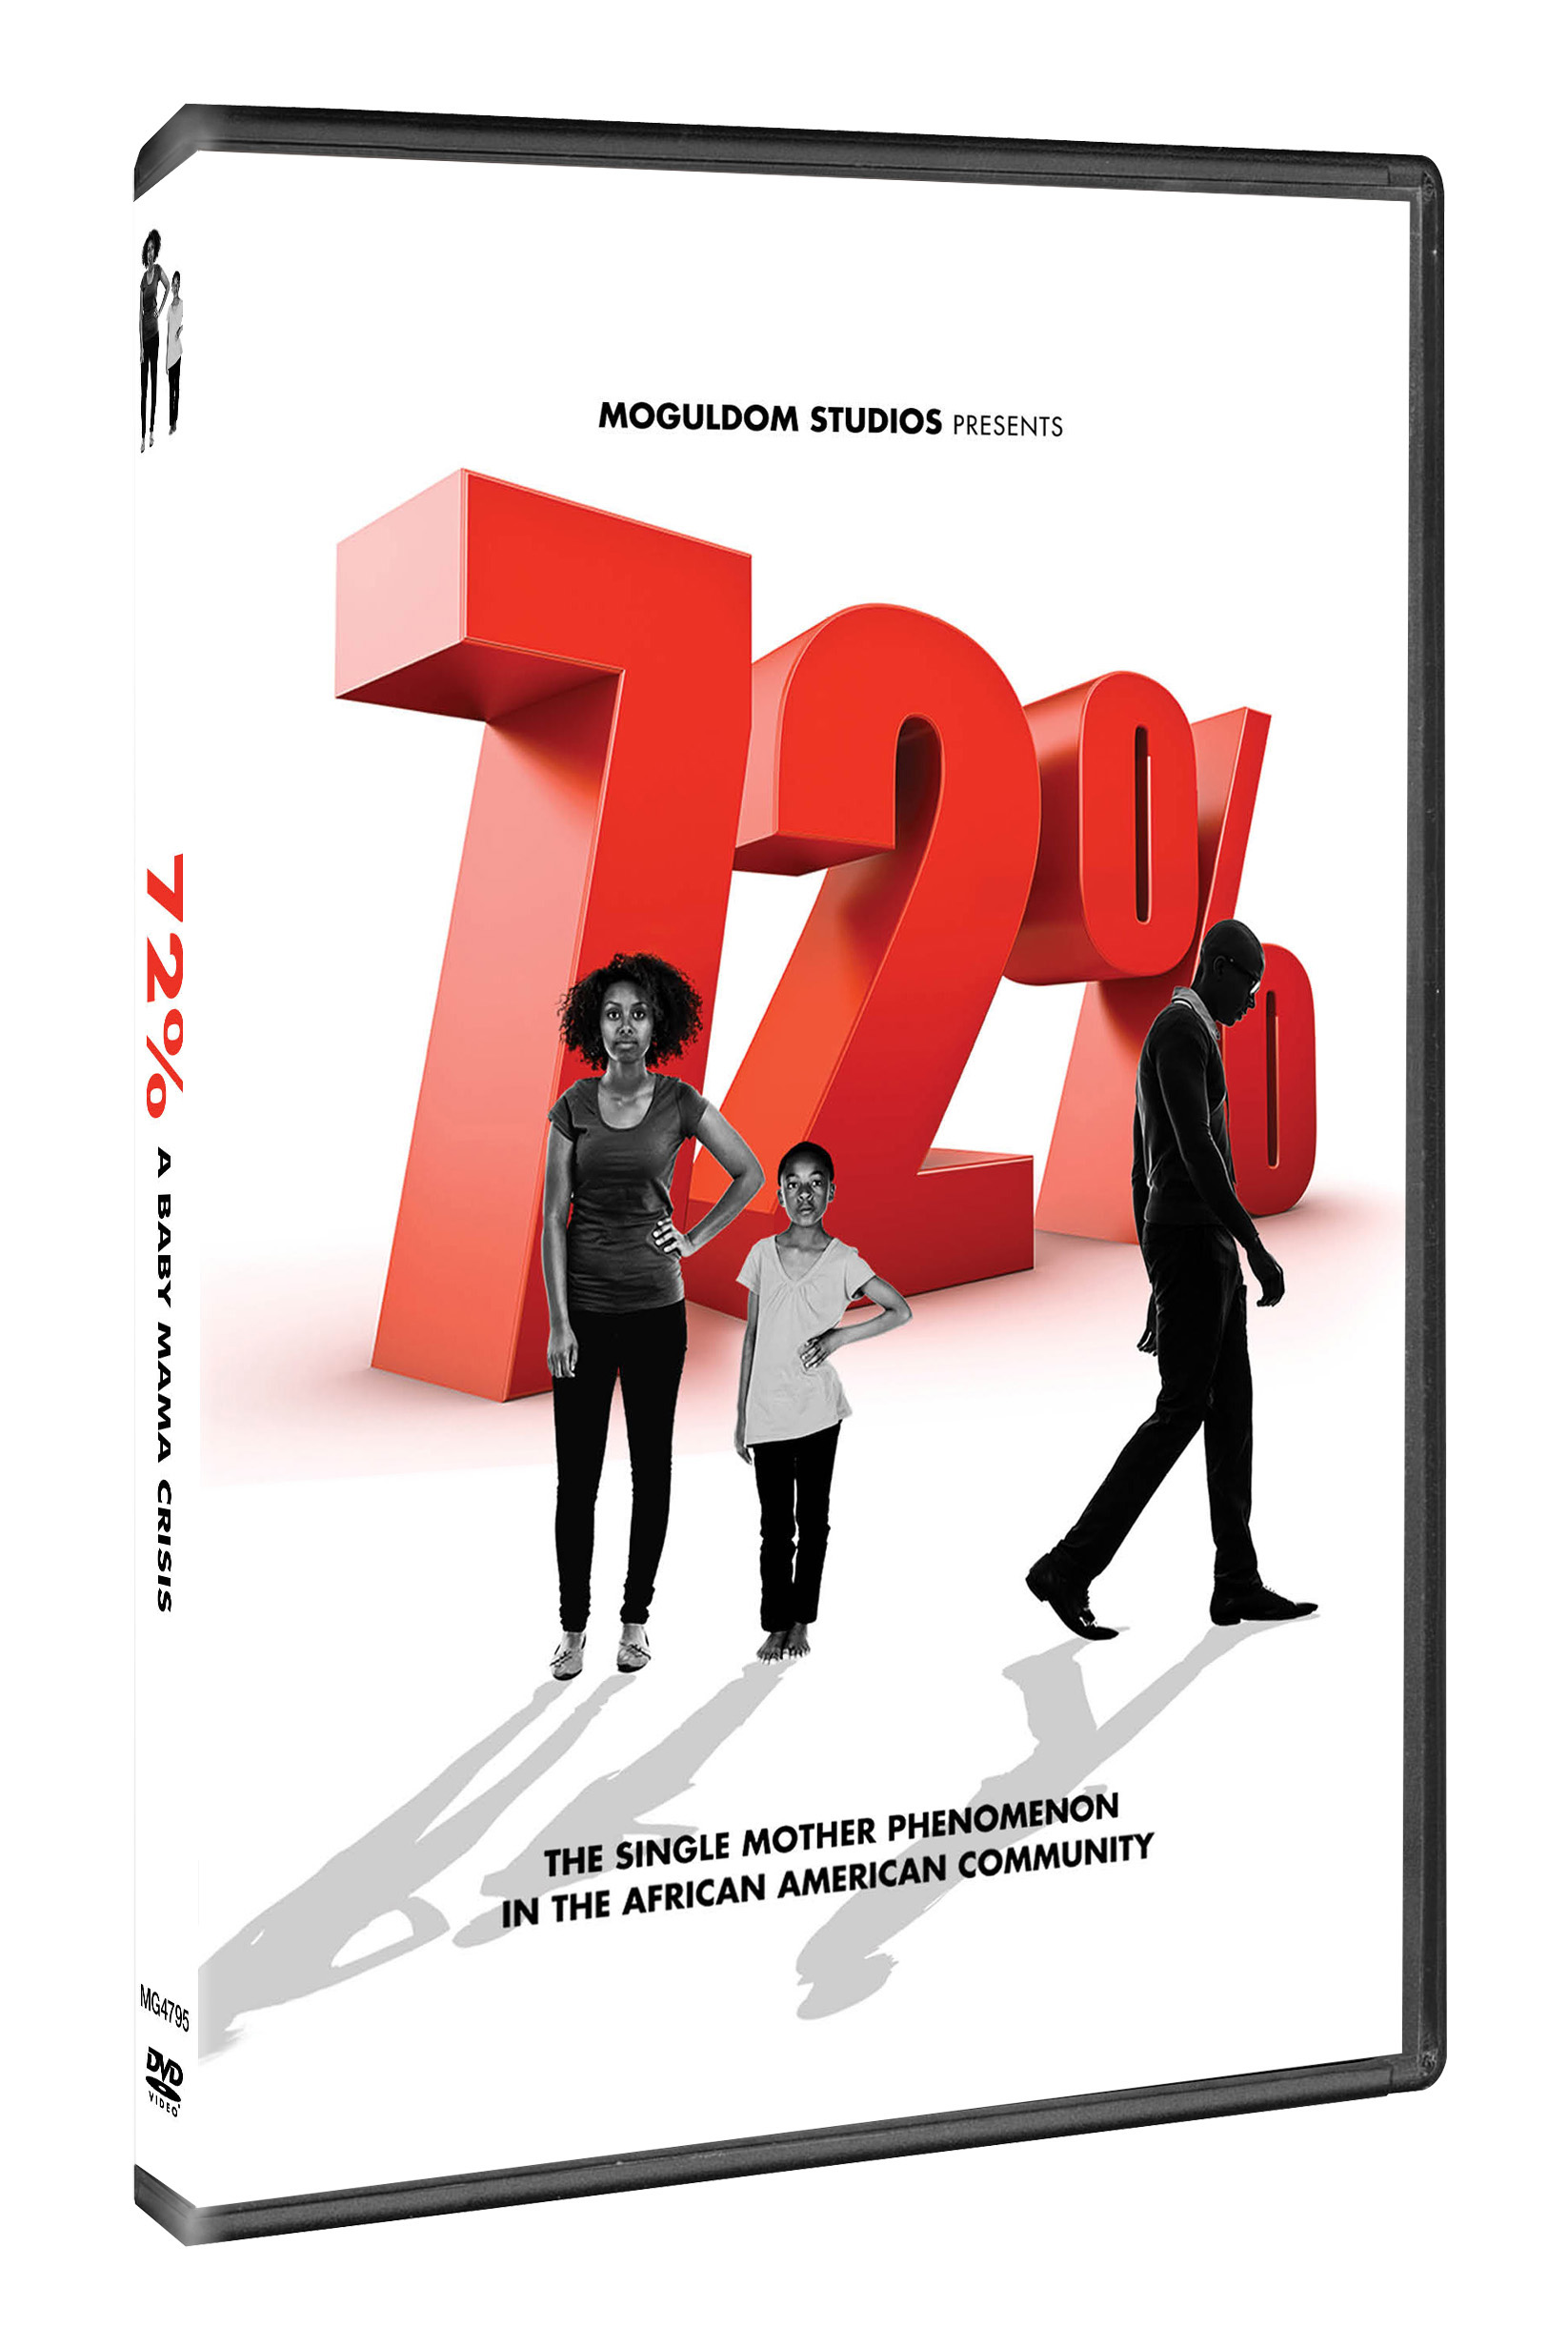 MOGULDOM STUDIOS PRESENTS
72%
THE SINGLE MOTHER PHENOMENON
IN THE AFRICAN AMERICAN COMMUNITY
72% A BABY MAMA CRISIS
MG4795
DVD
VIDEO